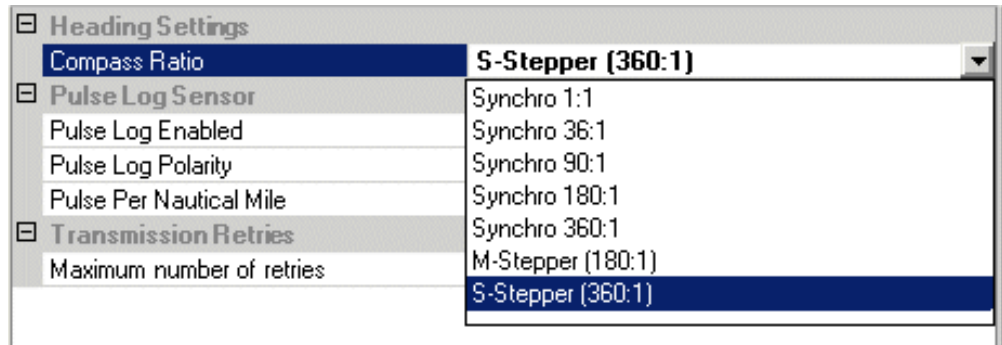 Heading Settings
Compass Ratio S-Stepper (360:1)
Pulse Log Sensor Synchro 1:1
Pulse Log Enabled Synchro 36:1
Pulse Log Polarity Synchro 90:1
Pulse Per Nautical Mile Synchro 180:1
Transmission Retries Synchro 360:1
Maximum number of retries M-Stepper (180:1)
S-Stepper (360:1)